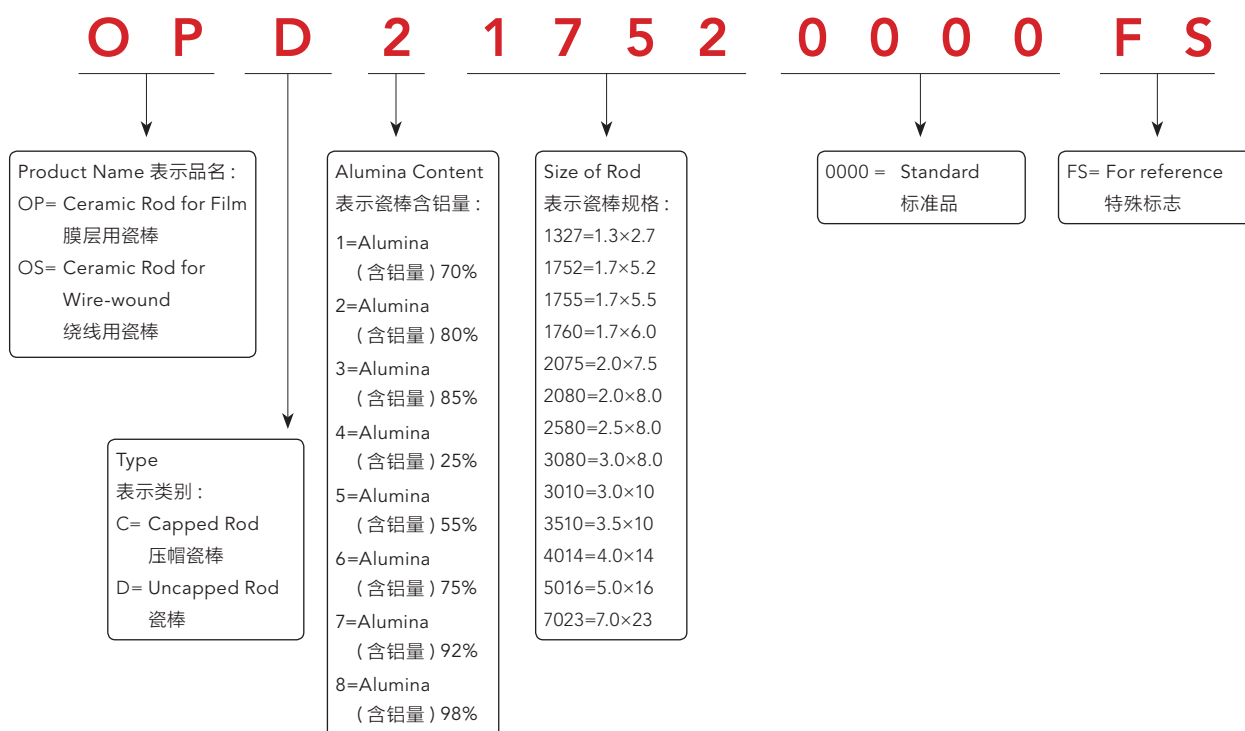 O P D 2 1 7 5 2 0 0 0 0 F S
Product Name 表示品名 :
OP= Ceramic Rod for Film
膜层用瓷棒
OS= Ceramic Rod for
Wire-wound
绕线用瓷棒
Type
表示类别 :
C= Capped Rod
压帽瓷棒
D= Uncapped Rod
瓷棒
Alumina Content
表示瓷棒含铝量 :
1=Alumina
( 含铝量 ) 70%
2=Alumina
( 含铝量 ) 80%
3=Alumina
( 含铝量 ) 85%
4=Alumina
( 含铝量 ) 25%
5=Alumina
( 含铝量 ) 55%
6=Alumina
( 含铝量 ) 75%
7=Alumina
( 含铝量 ) 92%
8=Alumina
( 含铝量 ) 98%
Size of Rod
表示瓷棒规格 :
1327=1.3×2.7
1752=1.7×5.2
1755=1.7×5.5
1760=1.7×6.0
2075=2.0×7.5
2080=2.0×8.0
2580=2.5×8.0
3080=3.0×8.0
3010=3.0×10
3510=3.5×10
4014=4.0×14
5016=5.0×16
7023=7.0×23
0000 = Standard
标准品
FS= For reference
特殊标志